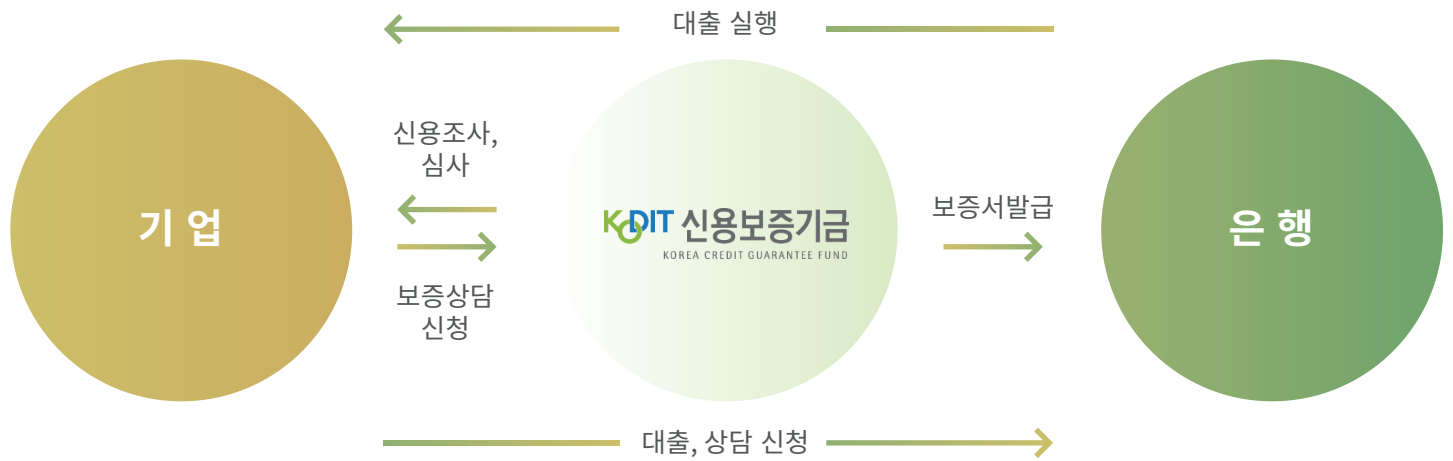 대출 실행
기 업
신용조사,
심사
보증상담
신청
KODIT 신용보증기금
KOREA CREDIT GUARANTEE FUND
보증서발급
은 행
대출, 상담 신청